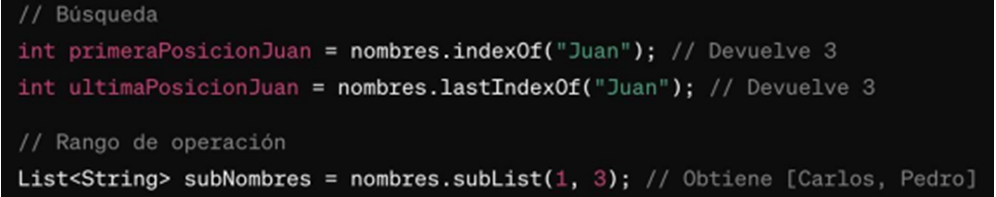 // Búsqueda
int primeraPosicionJuan = nombres.indexOf("Juan"); // Devuelve 3
int ultimaPosicionJuan = nombres.lastIndexOf("Juan"); // Devuelve 3
// Rango de operación
List<String> subNombres = nombres.subList(1, 3); // Obtiene [Carlos, Pedro]